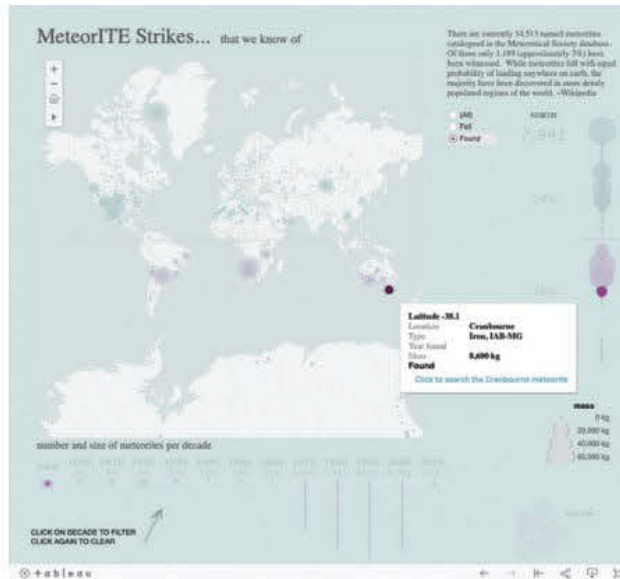 MeteorITE Strikes... that we know of
There are currently 34,513 named meteorites
catalogued in the Meteoritical Society database.
Of those only 1,189 (approximately 3%) have
been witnessed. While meteorites fall with equal
probability of landing anywhere on earth, the
majority have been discovered in more densely
populated regions of the world. ~Wikipedia
(All)
Fell
Found
NORTH
Latitude -38.1
Location Cranbourne
Type Iron, IAB-MG
Year found
Mass 8,600 kg
Found
Click to search the Cranbourne meteorite
mass
0 kg
20,000 kg
40,000 kg
60,000 kg
number and size of meteorites per decade
CLICK ON DECADE TO FILTER
CLICK AGAIN TO CLEAR
+ableau